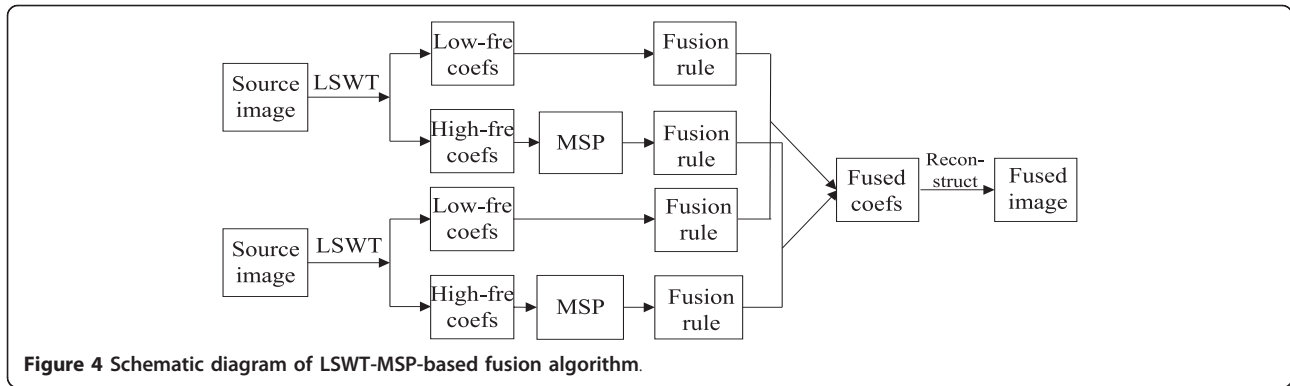 Source
image
LSWT
Low-fre
coefs
Fusion
rule
High-fre
coefs
MSP
Fusion
rule
Source
image
LSWT
Low-fre
coefs
Fusion
rule
High-fre
coefs
MSP
Fusion
rule
Fused
coefs
Recon-
struct
Fused
image
Figure 4 Schematic diagram of LSWT-MSP-based fusion algorithm.